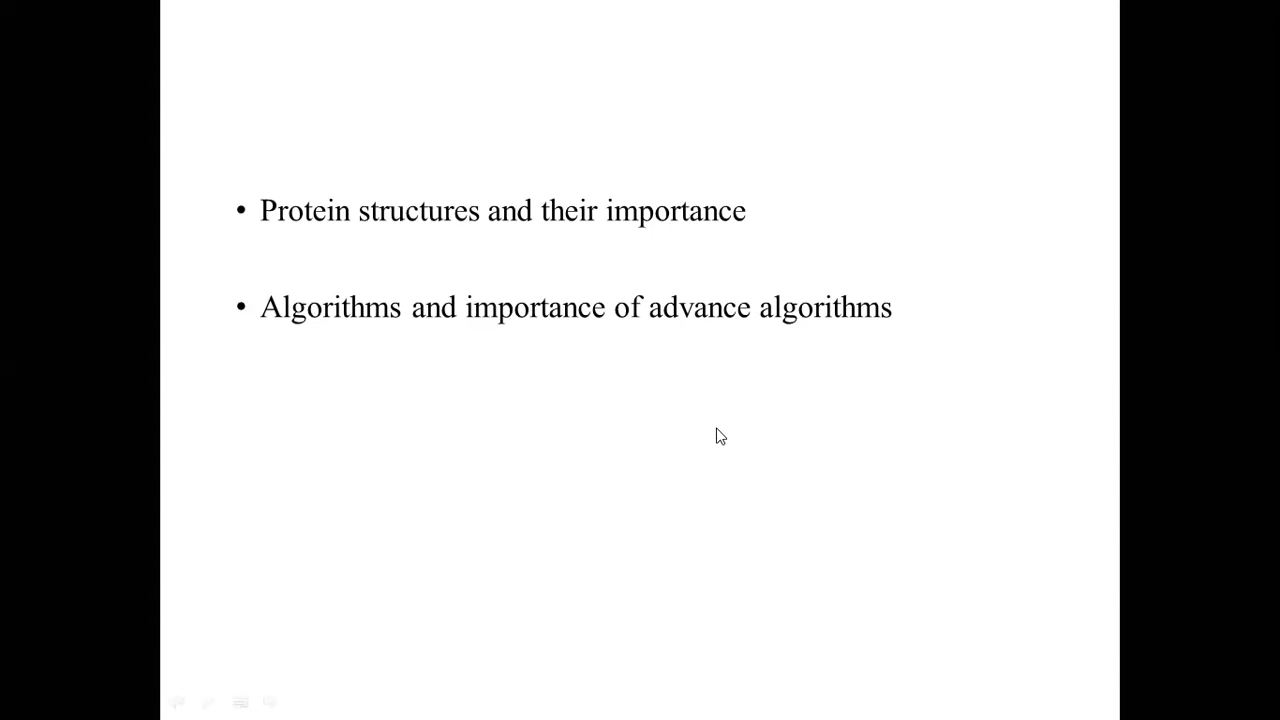 • Protein structures and their importance
• Algorithms and importance of advance algorithms